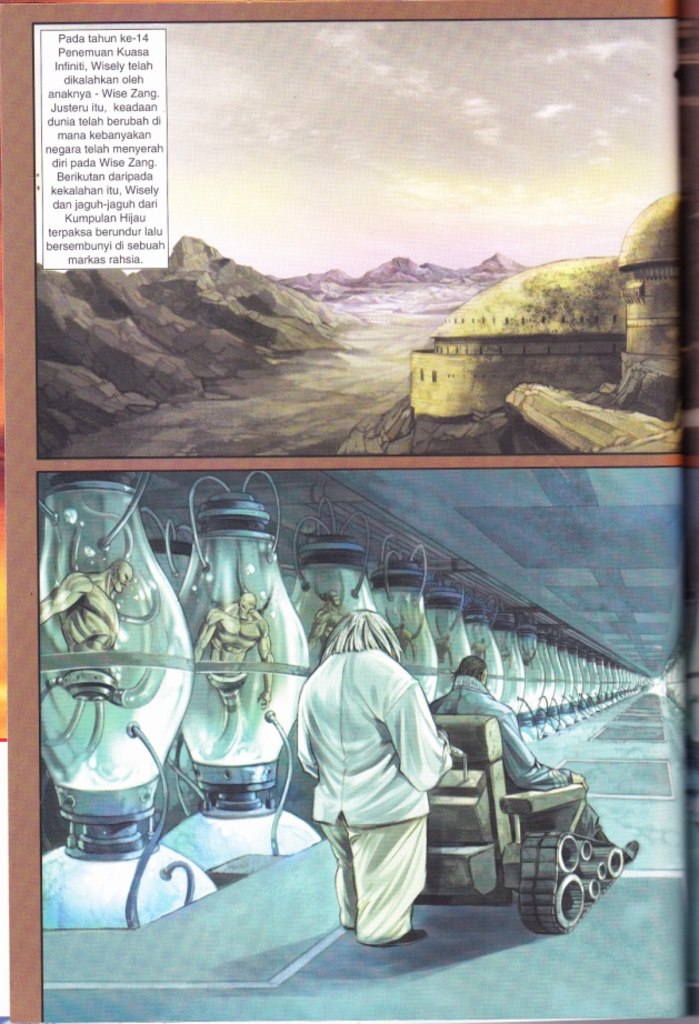 Pada tahun ke-14
Penemuan Kuasa
Infiniti, Wisely telah
dikalahkan oleh
anaknya - Wise Zang.
Justeru itu, keadaan
dunia telah berubah di
mana kebanyakan
negara telah menyerah
diri pada Wise Zang.
Berikutan daripada
kekalahan itu, Wisely
dan jaguh-jaguh dari
Kumpulan Hijau
terpaksa berundur lalu
bersembunyi di sebuah
markas rahsia.